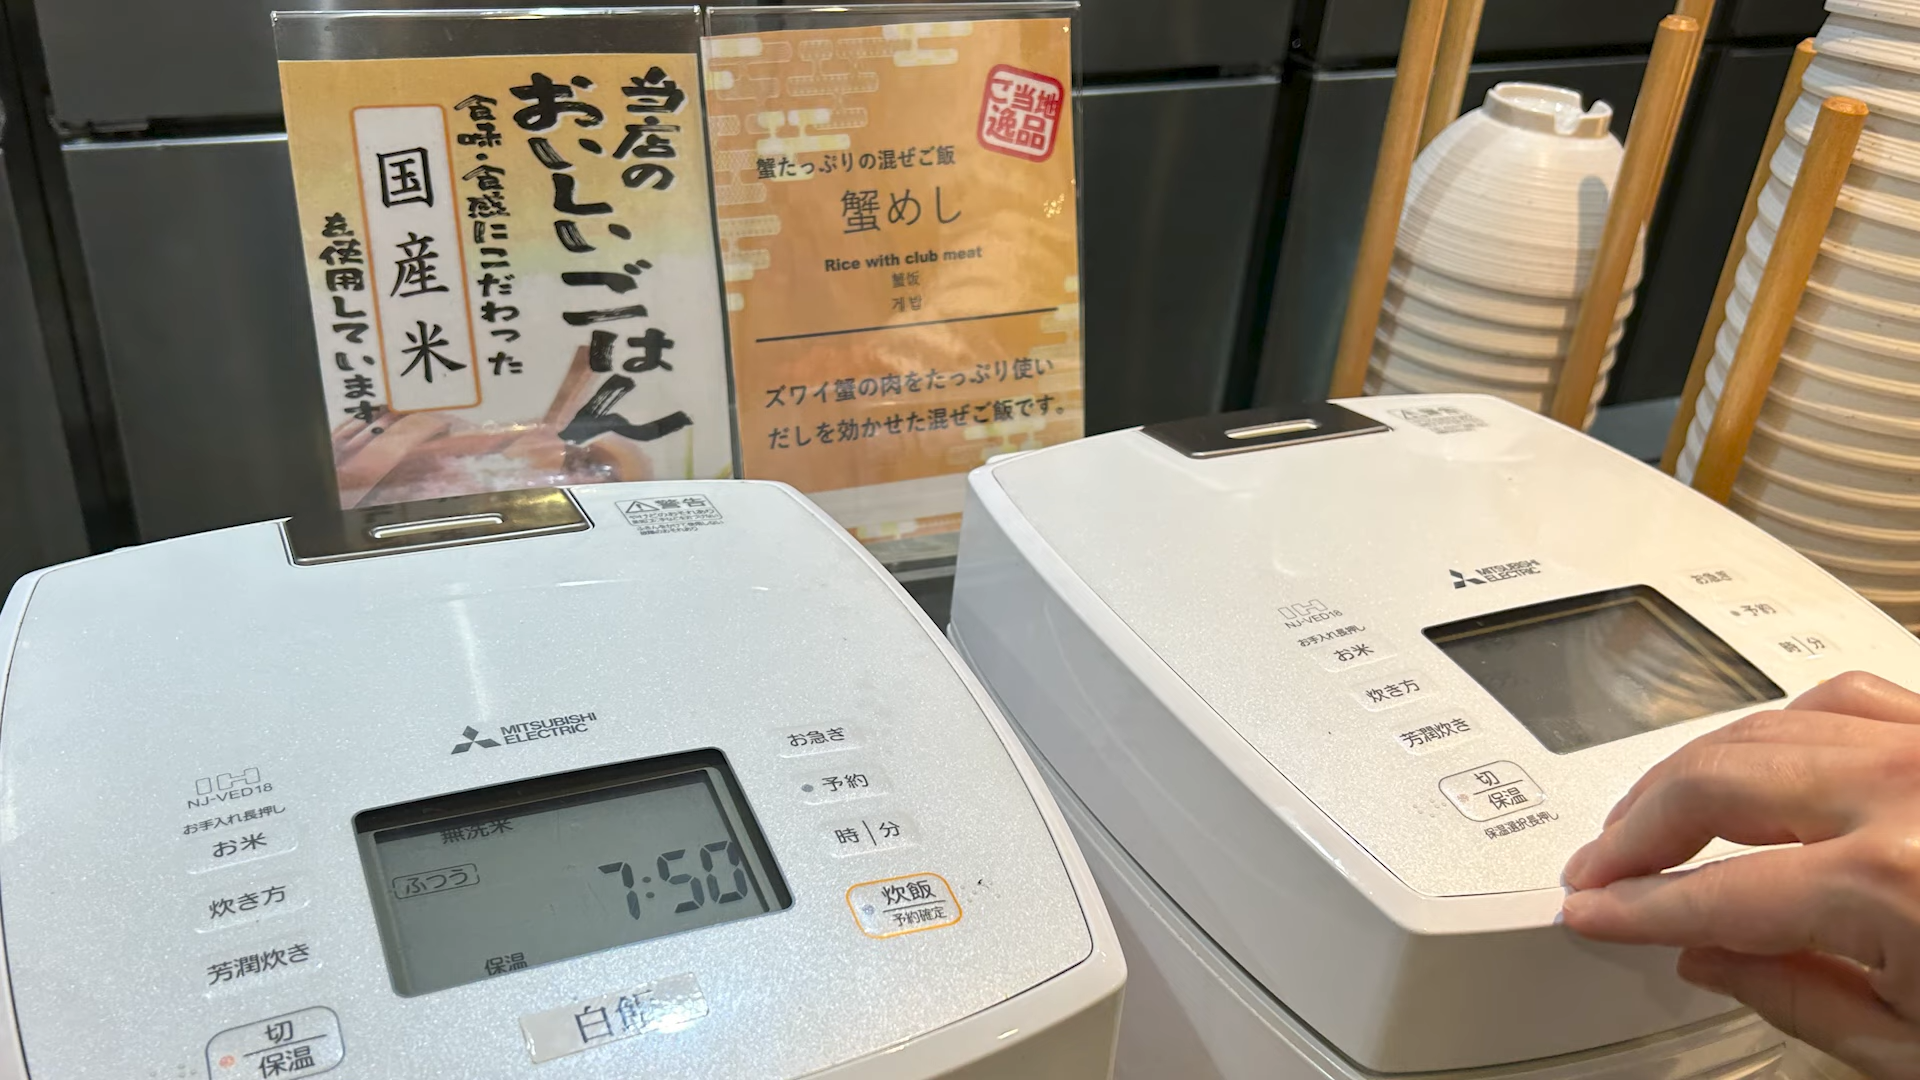 当店の
おいしいごはん
食味・食感にこだわった
国産米
を使用しています。
ご当地
逸品
蟹たっぷりの混ぜご飯
蟹めし
Rice with club meat
蟹饭
게밥
ズワイ蟹の肉をたっぷり使い
だしを効かせた混ぜご飯です。
警告
MITSUBISHI
ELECTRIC
IH
NJ-VED18
お手入れ長押し
お米
炊き方
芳潤炊き
切
保温
無洗米
ふつう
7:50
保温
お急ぎ
予約
時|分
炊飯
予約確定
白飯
警告
MITSUBISHI
ELECTRIC
IH
NJ-VED18
お手入れ長押し
お米
炊き方
芳潤炊き
切
保温
保温選択長押し
お急ぎ
予約
時|分